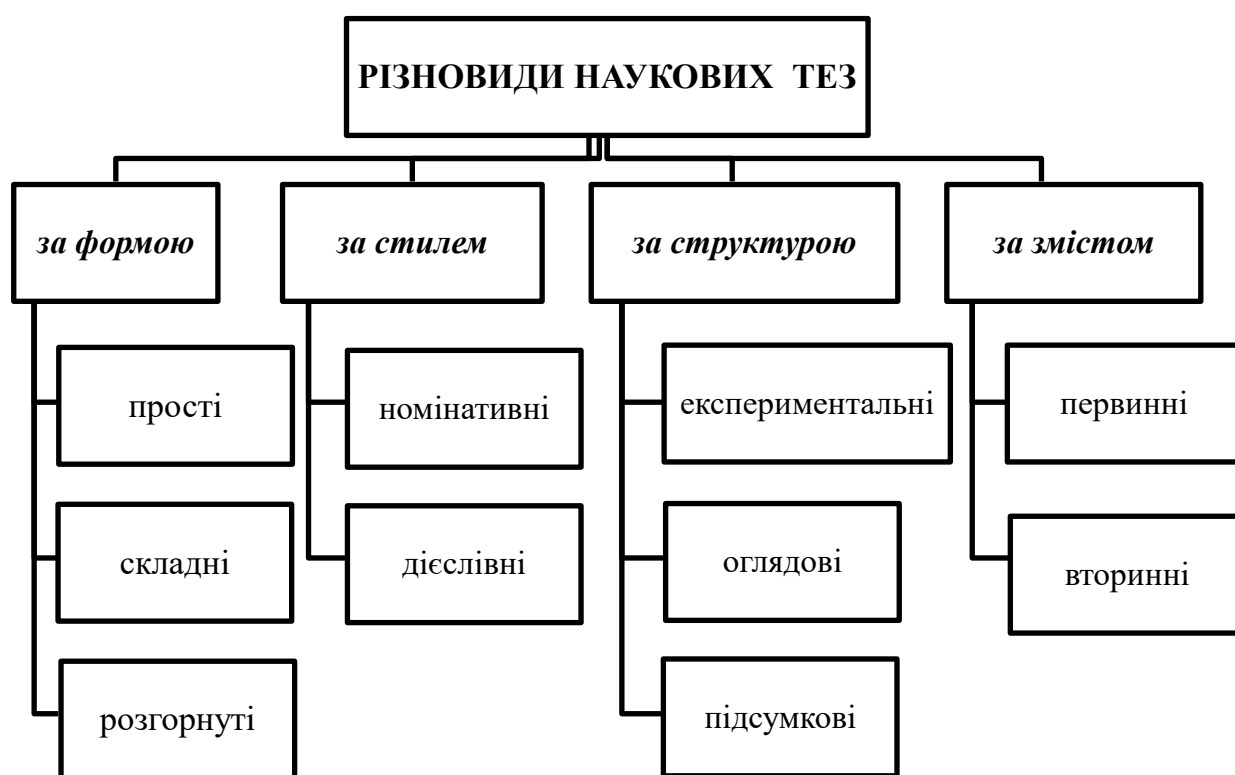 РІЗНОВИДИ НАУКОВИХ ТЕЗ
за формою
прості
складні
розгорнуті
за стилем
номінативні
дієслівні
за структурою
експериментальні
оглядові
підсумкові
за змістом
первинні
вторинні